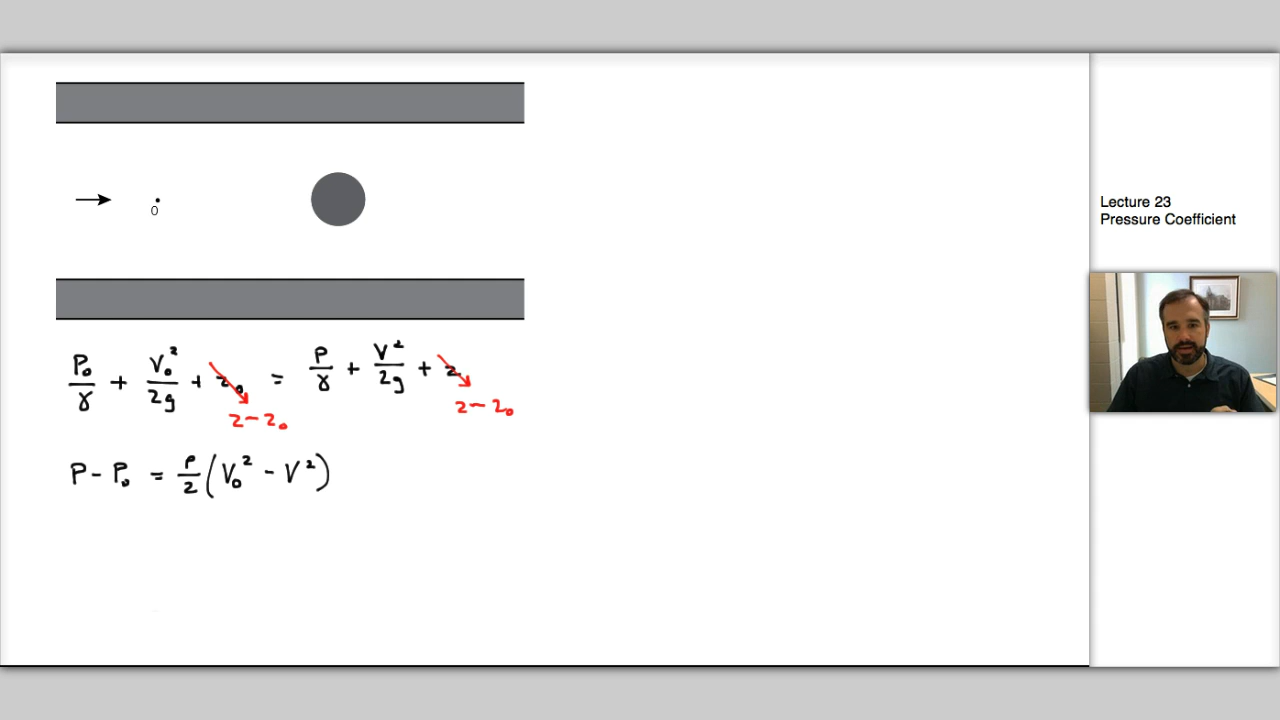 0
P₀/γ + V₀²/2g + z₀ = P/γ + V²/2g + z
z - z₀
z - z₀
P - P₀ = ρ/2 (V₀² - V²)
Lecture 23
Pressure Coefficient